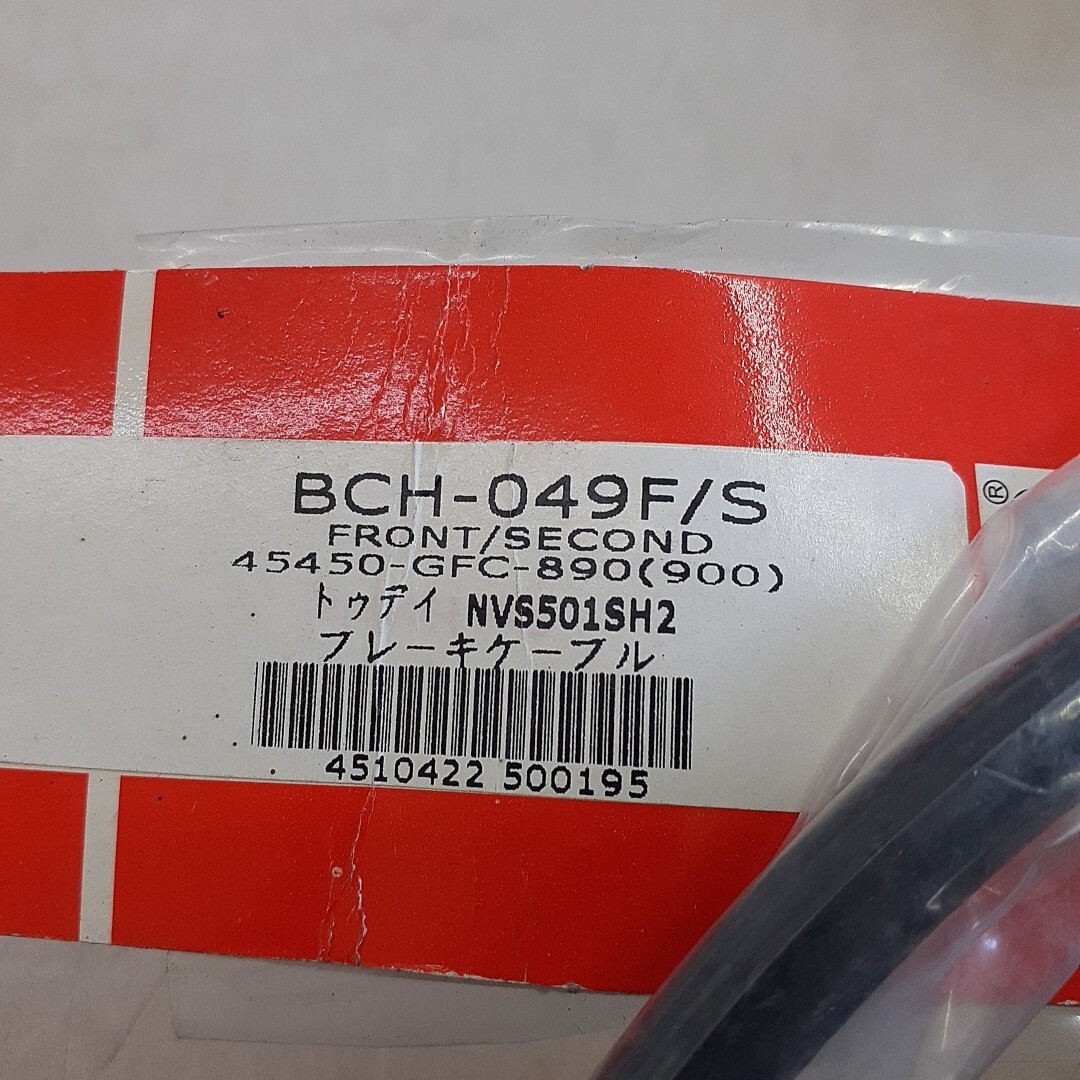 BCH-049F/S
FRONT/SECOND
45450-GFC-890(900)
トゥデイ NVS501SH2
ブレーキケーブル
4510422 500195
®